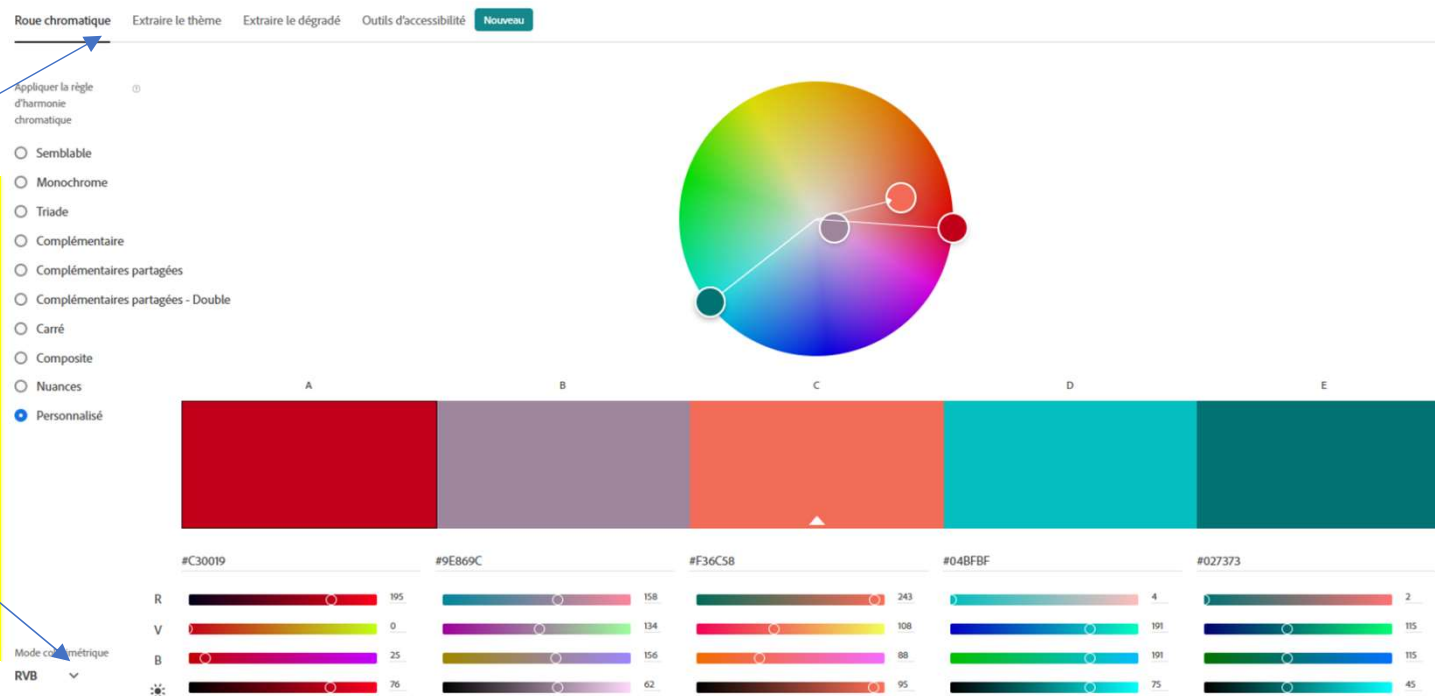 Roue chromatique Extraire le thème Extraire le dégradé Outils d'accessibilité Nouveau
Appliquer la règle
d'harmonie
chromatique
Semblable
Monochrome
Triade
Complémentaire
Complémentaires partagées
Complémentaires partagées - Double
Carré
Composite
Nuances
Personnalisé
A B C D E
#C30019 #9E869C #F36C58 #04BFBF #027373
R 195 158 243 4 2
V 0 134 108 191 115
Mode colorimétrique
B 25 156 88 191 115
RVB
76 62 95 75 45